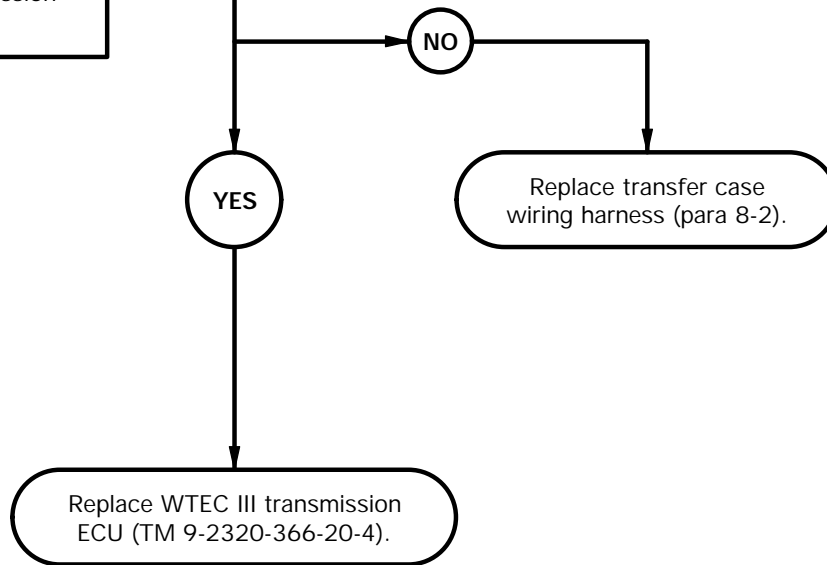 NO
YES
Replace transfer case
wiring harness (para 8-2).
Replace WTEC III transmission
ECU (TM 9-2320-366-20-4).